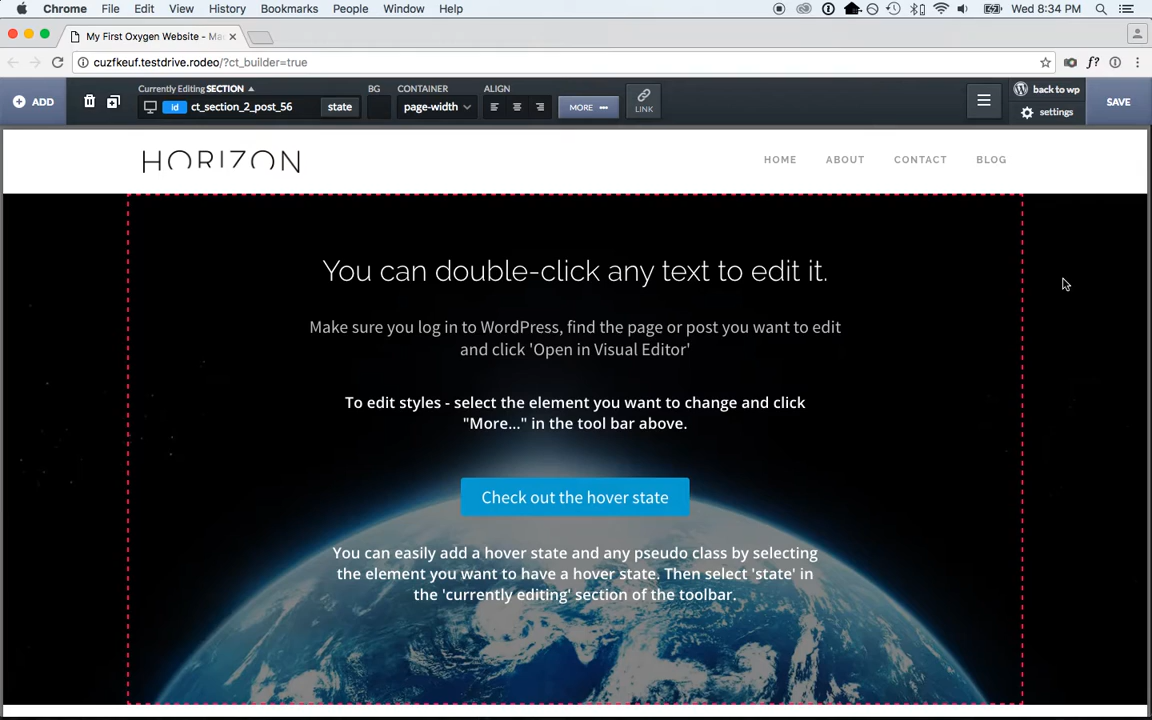 Chrome File Edit View History Bookmarks People Window Help Wed 8:34 PM
My First Oxygen Website -
cuzfkeuf.testdrive.rodeo/?ct_builder=true
Currently Editing SECTION BG CONTAINER ALIGN
ADD id ct_section_2_post_56 state page-width MORE LINK back to wp settings SAVE
HORIZON HOME ABOUT CONTACT BLOG
You can double-click any text to edit it.
Make sure you log in to WordPress, find the page or post you want to edit
and click 'Open in Visual Editor'
To edit styles - select the element you want to change and click
"More..." in the tool bar above.
Check out the hover state
You can easily add a hover state and any pseudo class by selecting
the element you want to have a hover state. Then select 'state' in
the 'currently editing' section of the toolbar.